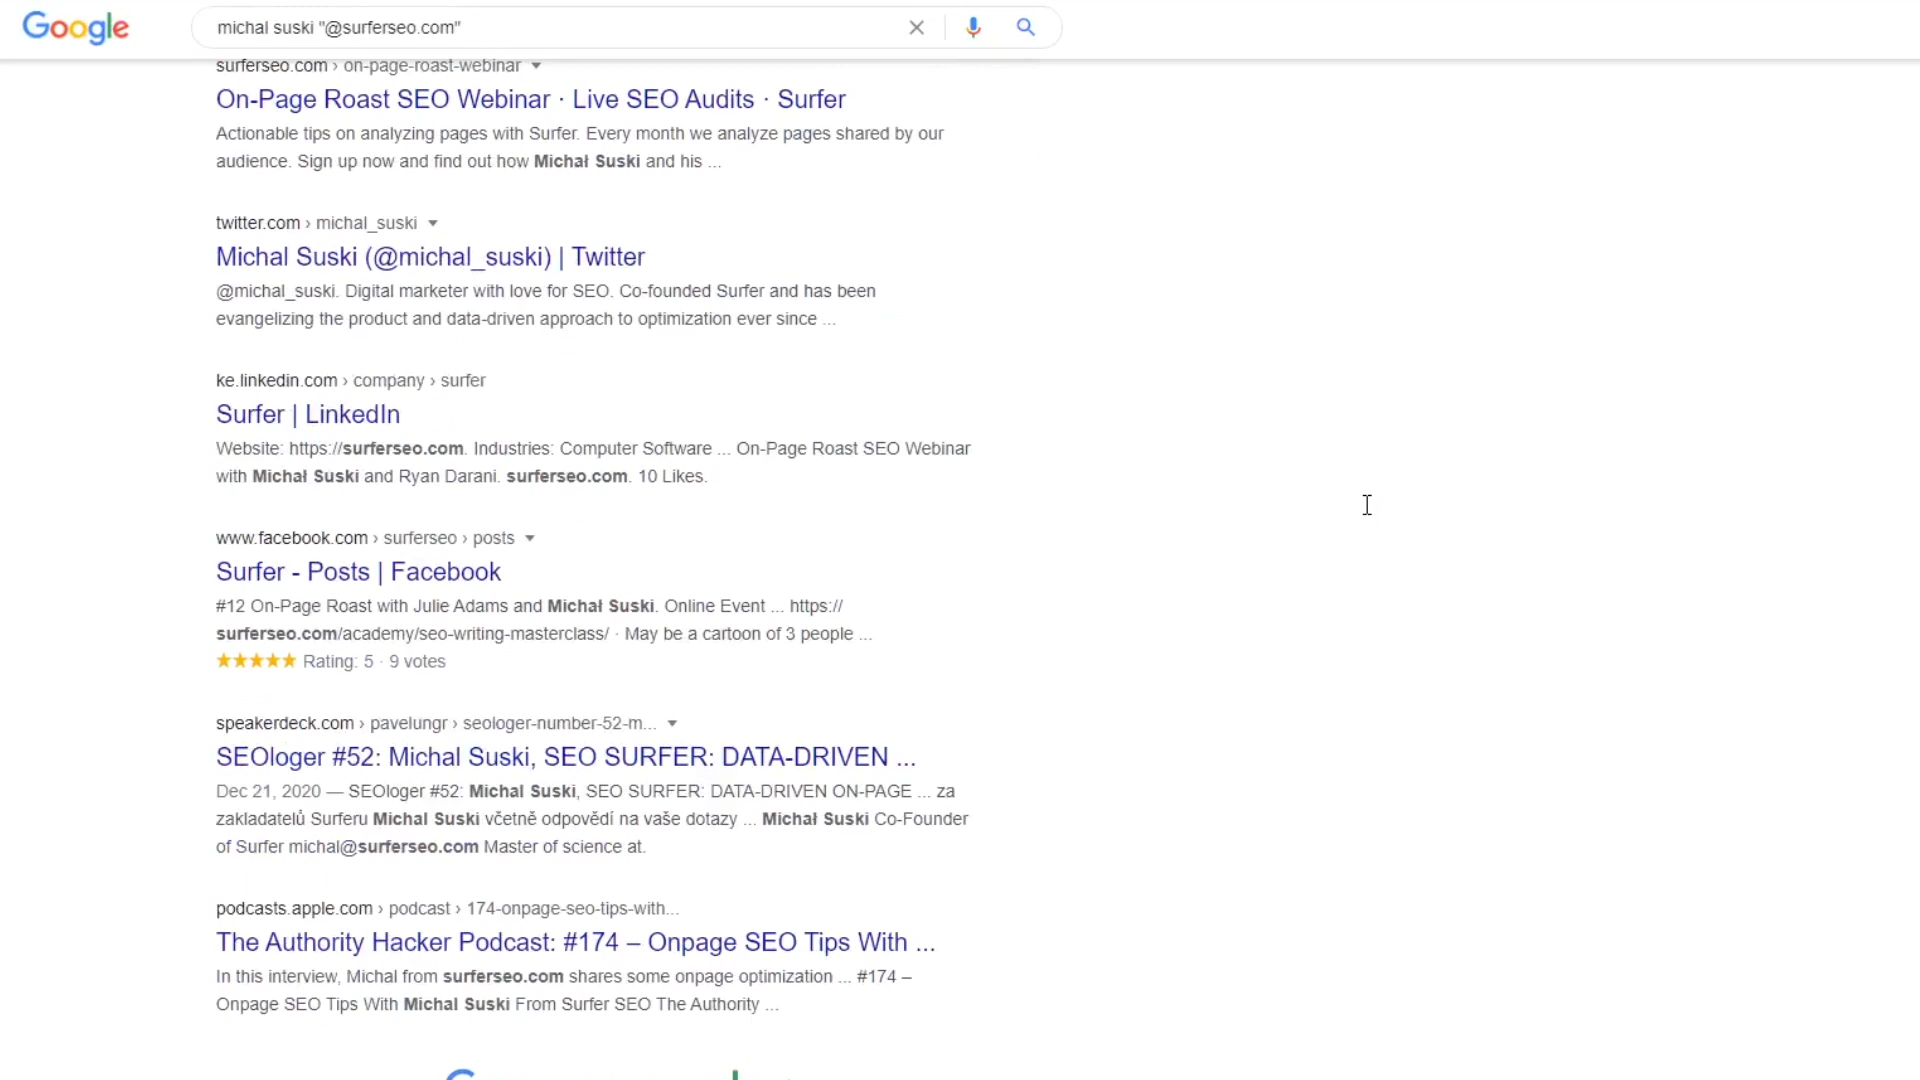 Google
michal suski "@surferseo.com"
surferseo.com › on-page-roast-webinar
On-Page Roast SEO Webinar · Live SEO Audits · Surfer
Actionable tips on analyzing pages with Surfer. Every month we analyze pages shared by our
audience. Sign up now and find out how Michał Suski and his ...
twitter.com › michal_suski
Michal Suski (@michal_suski) | Twitter
@michal_suski. Digital marketer with love for SEO. Co-founded Surfer and has been
evangelizing the product and data-driven approach to optimization ever since ...
ke.linkedin.com › company › surfer
Surfer | LinkedIn
Website: https://surferseo.com. Industries: Computer Software ... On-Page Roast SEO Webinar
with Michał Suski and Ryan Darani. surferseo.com. 10 Likes.
www.facebook.com › surferseo › posts
Surfer - Posts | Facebook
#12 On-Page Roast with Julie Adams and Michał Suski. Online Event ... https://
surferseo.com/academy/seo-writing-masterclass/ · May be a cartoon of 3 people ...
Rating: 5 · 9 votes
speakerdeck.com › pavelungr › seologer-number-52-m...
SEOloger #52: Michal Suski, SEO SURFER: DATA-DRIVEN ...
Dec 21, 2020 — SEOloger #52: Michal Suski, SEO SURFER: DATA-DRIVEN ON-PAGE ... za
zakladatelů Surferu Michal Suski včetně odpovědí na vaše dotazy ... Michał Suski Co-Founder
of Surfer michal@surferseo.com Master of science at.
podcasts.apple.com › podcast › 174-onpage-seo-tips-with...
The Authority Hacker Podcast: #174 – Onpage SEO Tips With ...
In this interview, Michal from surferseo.com shares some onpage optimization ... #174 –
Onpage SEO Tips With Michal Suski From Surfer SEO The Authority ...